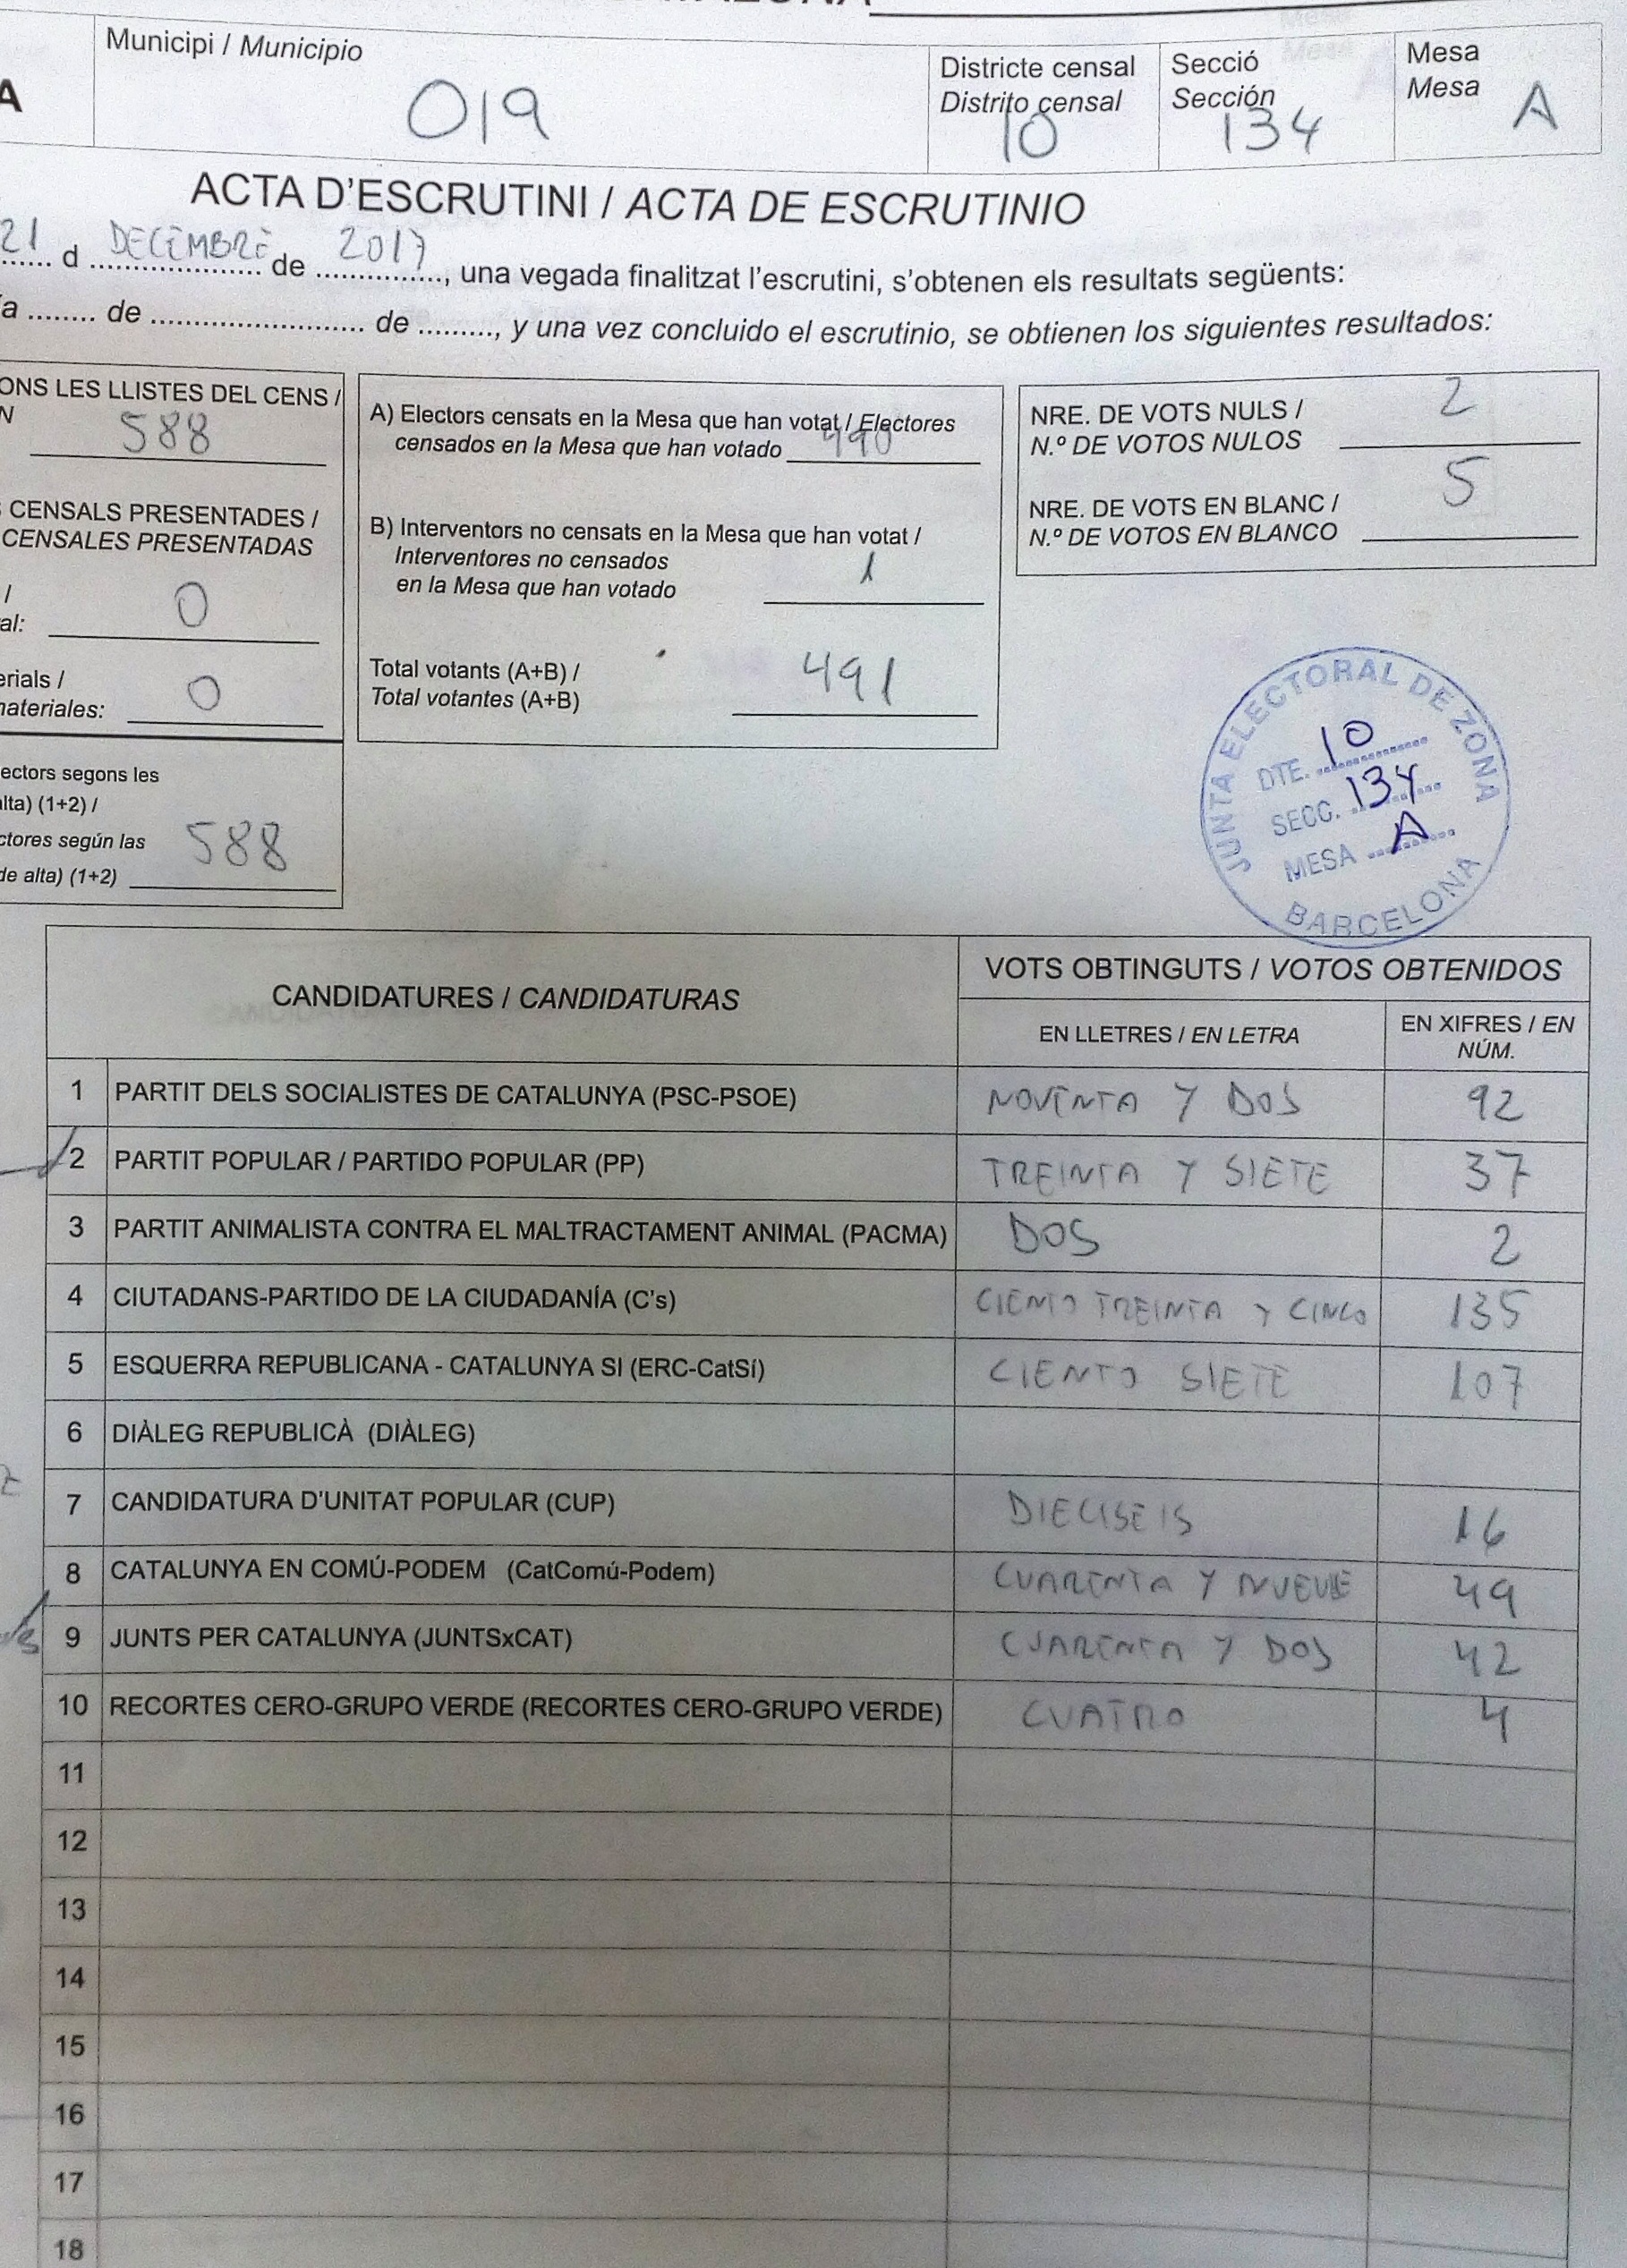 Municipi / Municipio
019
Districte censal
Distrito censal
10
Secció
Sección
134
Mesa
Mesa
A
A
ACTA D'ESCRUTINI / ACTA DE ESCRUTINIO
21 d DECEMBRE de 2017, una vegada finalitzat l'escrutini, s'obtenen els resultats següents:
a ........ de .......................... de ........., y una vez concluido el escrutinio, se obtienen los siguientes resultados:
ONS LES LLISTES DEL CENS /
N
588
CENSALS PRESENTADES /
CENSALES PRESENTADAS
/
al: 0
erials /
materiales: 0
ectors segons les
alta) (1+2) /
ctores según las
de alta) (1+2) 588
A) Electors censats en la Mesa que han votat / Electores
censados en la Mesa que han votado 490
B) Interventors no censats en la Mesa que han votat /
Interventores no censados
en la Mesa que han votado 1
Total votants (A+B) /
Total votantes (A+B) 491
NRE. DE VOTS NULS /
N.º DE VOTOS NULOS 2
NRE. DE VOTS EN BLANC /
N.º DE VOTOS EN BLANCO 5
JUNTA ELECTORAL DE ZONA
DTE. 10
SECC. 134
MESA A
BARCELONA
CANDIDATURES / CANDIDATURAS
VOTS OBTINGUTS / VOTOS OBTENIDOS
EN LLETRES / EN LETRA
EN XIFRES / EN
NÚM.
1 PARTIT DELS SOCIALISTES DE CATALUNYA (PSC-PSOE) NOVENTA Y DOS 92
2 PARTIT POPULAR / PARTIDO POPULAR (PP) TREINTA Y SIETE 37
3 PARTIT ANIMALISTA CONTRA EL MALTRACTAMENT ANIMAL (PACMA) DOS 2
4 CIUTADANS-PARTIDO DE LA CIUDADANÍA (C's) CIENTO TREINTA Y CINCO 135
5 ESQUERRA REPUBLICANA - CATALUNYA SI (ERC-CatSí) CIENTO SIETE 107
6 DIÀLEG REPUBLICÀ (DIÀLEG)
7 CANDIDATURA D'UNITAT POPULAR (CUP) DIECISEIS 16
8 CATALUNYA EN COMÚ-PODEM (CatComú-Podem) CUARENTA Y NUEVE 49
9 JUNTS PER CATALUNYA (JUNTSxCAT) CUARENTA Y DOS 42
10 RECORTES CERO-GRUPO VERDE (RECORTES CERO-GRUPO VERDE) CUATRO 4
11
12
13
14
15
16
17
18